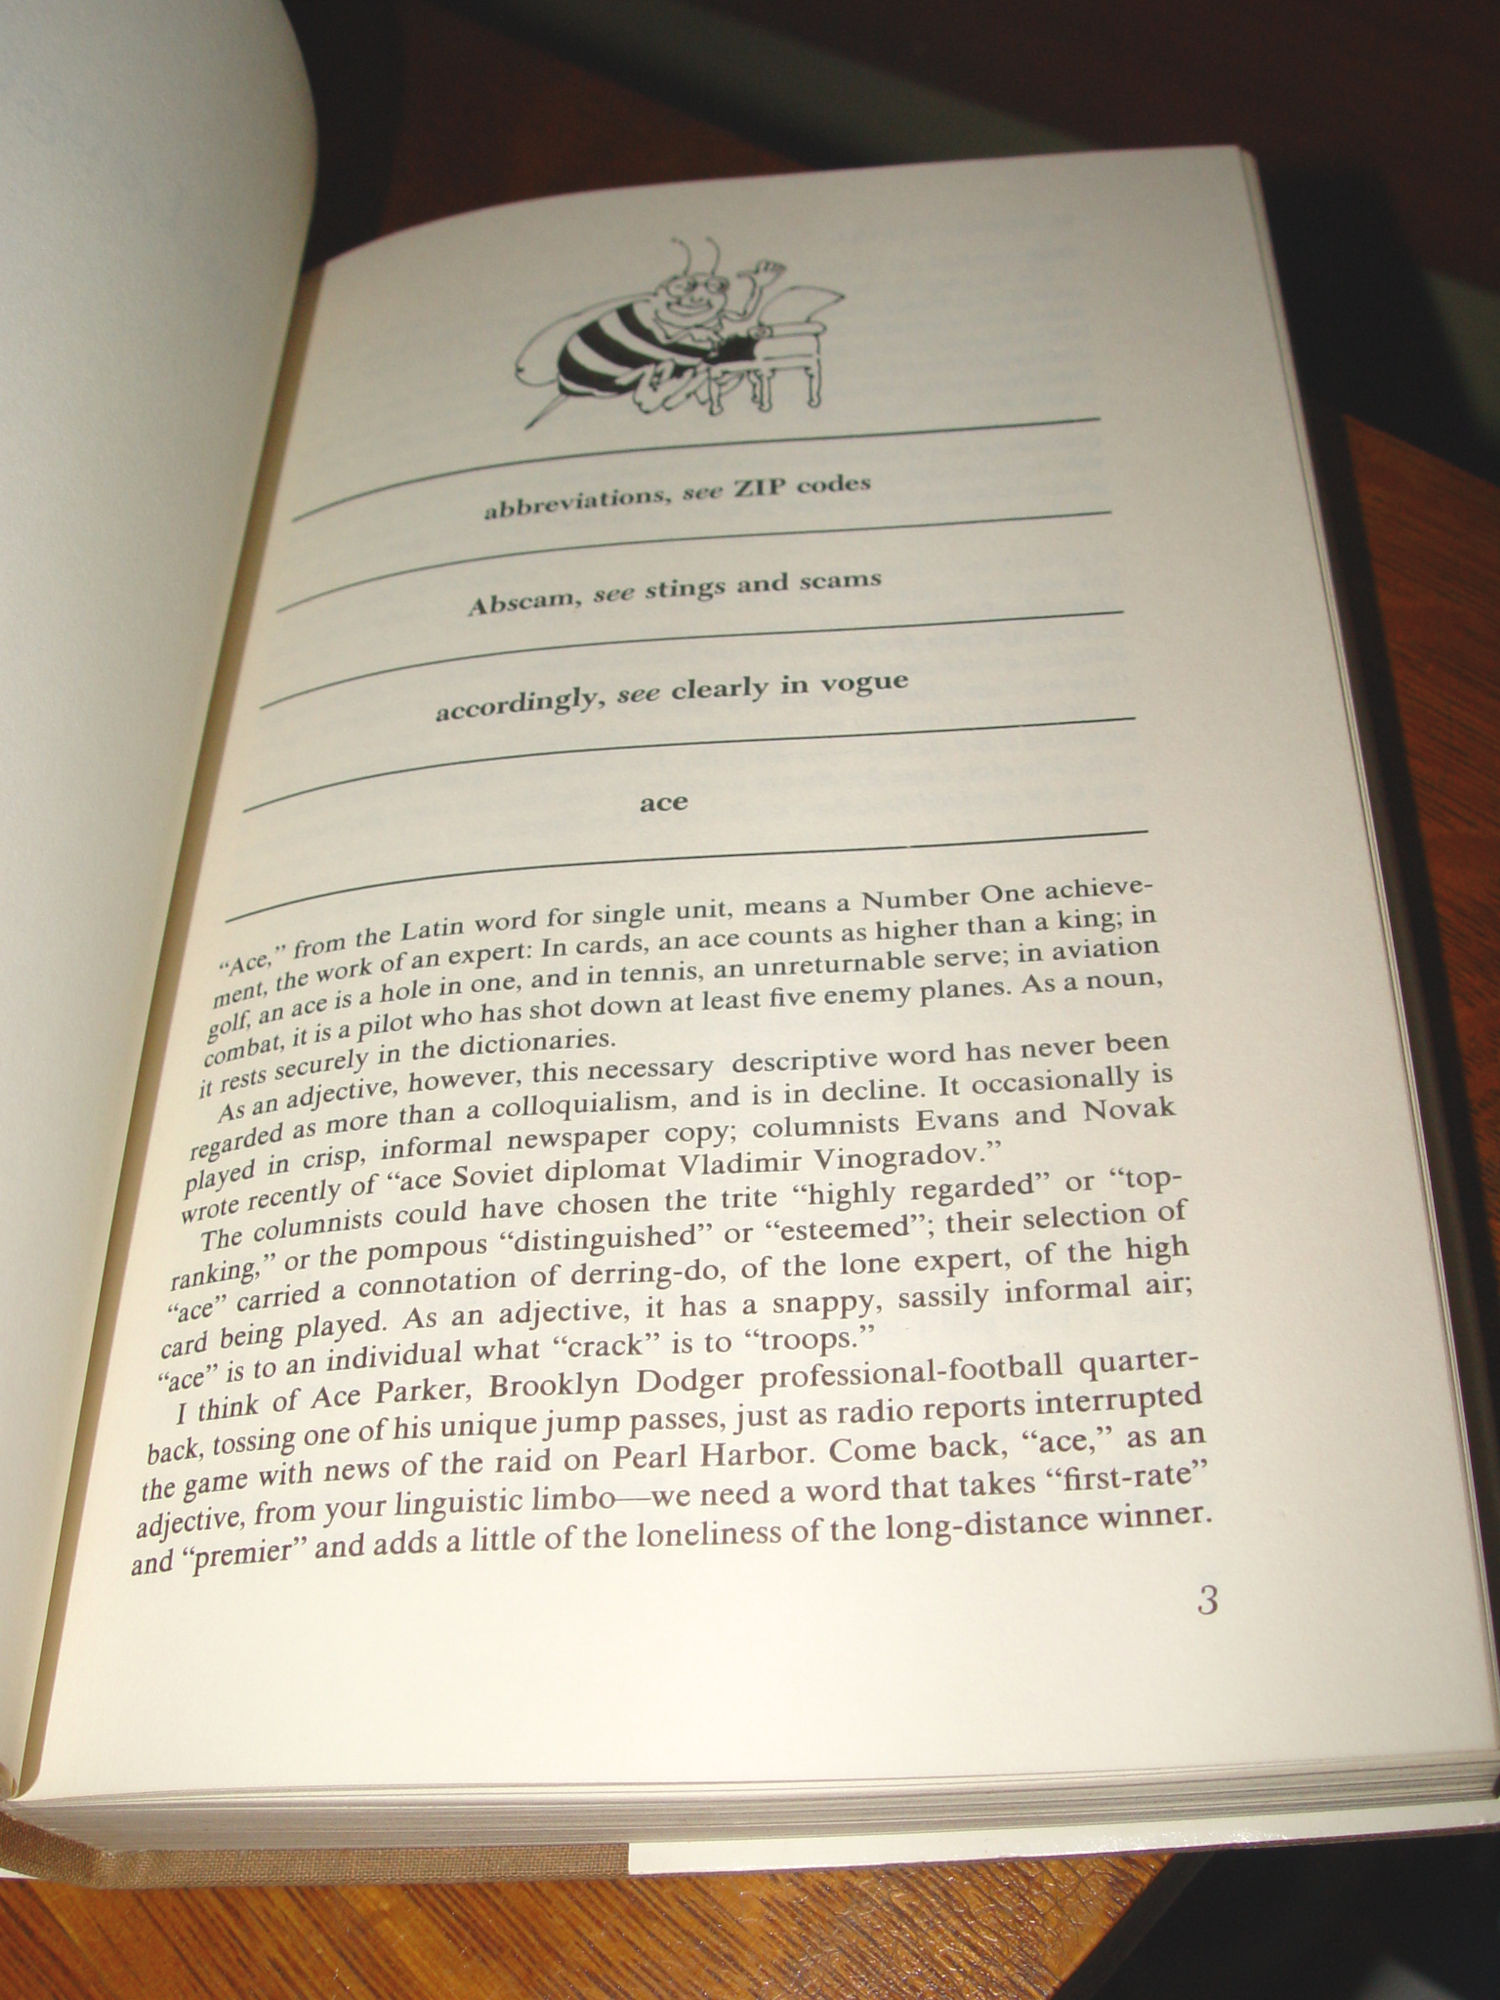 abbreviations, see ZIP codes
Abscam, see stings and scams
accordingly, see clearly in vogue
ace
“Ace,” from the Latin word for single unit, means a Number One achieve-
ment, the work of an expert: In cards, an ace counts as higher than a king; in
golf, an ace is a hole in one, and in tennis, an unreturnable serve; in aviation
combat, it is a pilot who has shot down at least five enemy planes. As a noun,
it rests securely in the dictionaries.
As an adjective, however, this necessary descriptive word has never been
regarded as more than a colloquialism, and is in decline. It occasionally is
played in crisp, informal newspaper copy; columnists Evans and Novak
wrote recently of “ace Soviet diplomat Vladimir Vinogradov.”
The columnists could have chosen the trite “highly regarded” or “top-
ranking,” or the pompous “distinguished” or “esteemed”; their selection of
“ace” carried a connotation of derring-do, of the lone expert, of the high
card being played. As an adjective, it has a snappy, sassily informal air;
“ace” is to an individual what “crack” is to “troops.”
I think of Ace Parker, Brooklyn Dodger professional-football quarter-
back, tossing one of his unique jump passes, just as radio reports interrupted
the game with news of the raid on Pearl Harbor. Come back, “ace,” as an
adjective, from your linguistic limbo—we need a word that takes “first-rate”
and “premier” and adds a little of the loneliness of the long-distance winner.
3